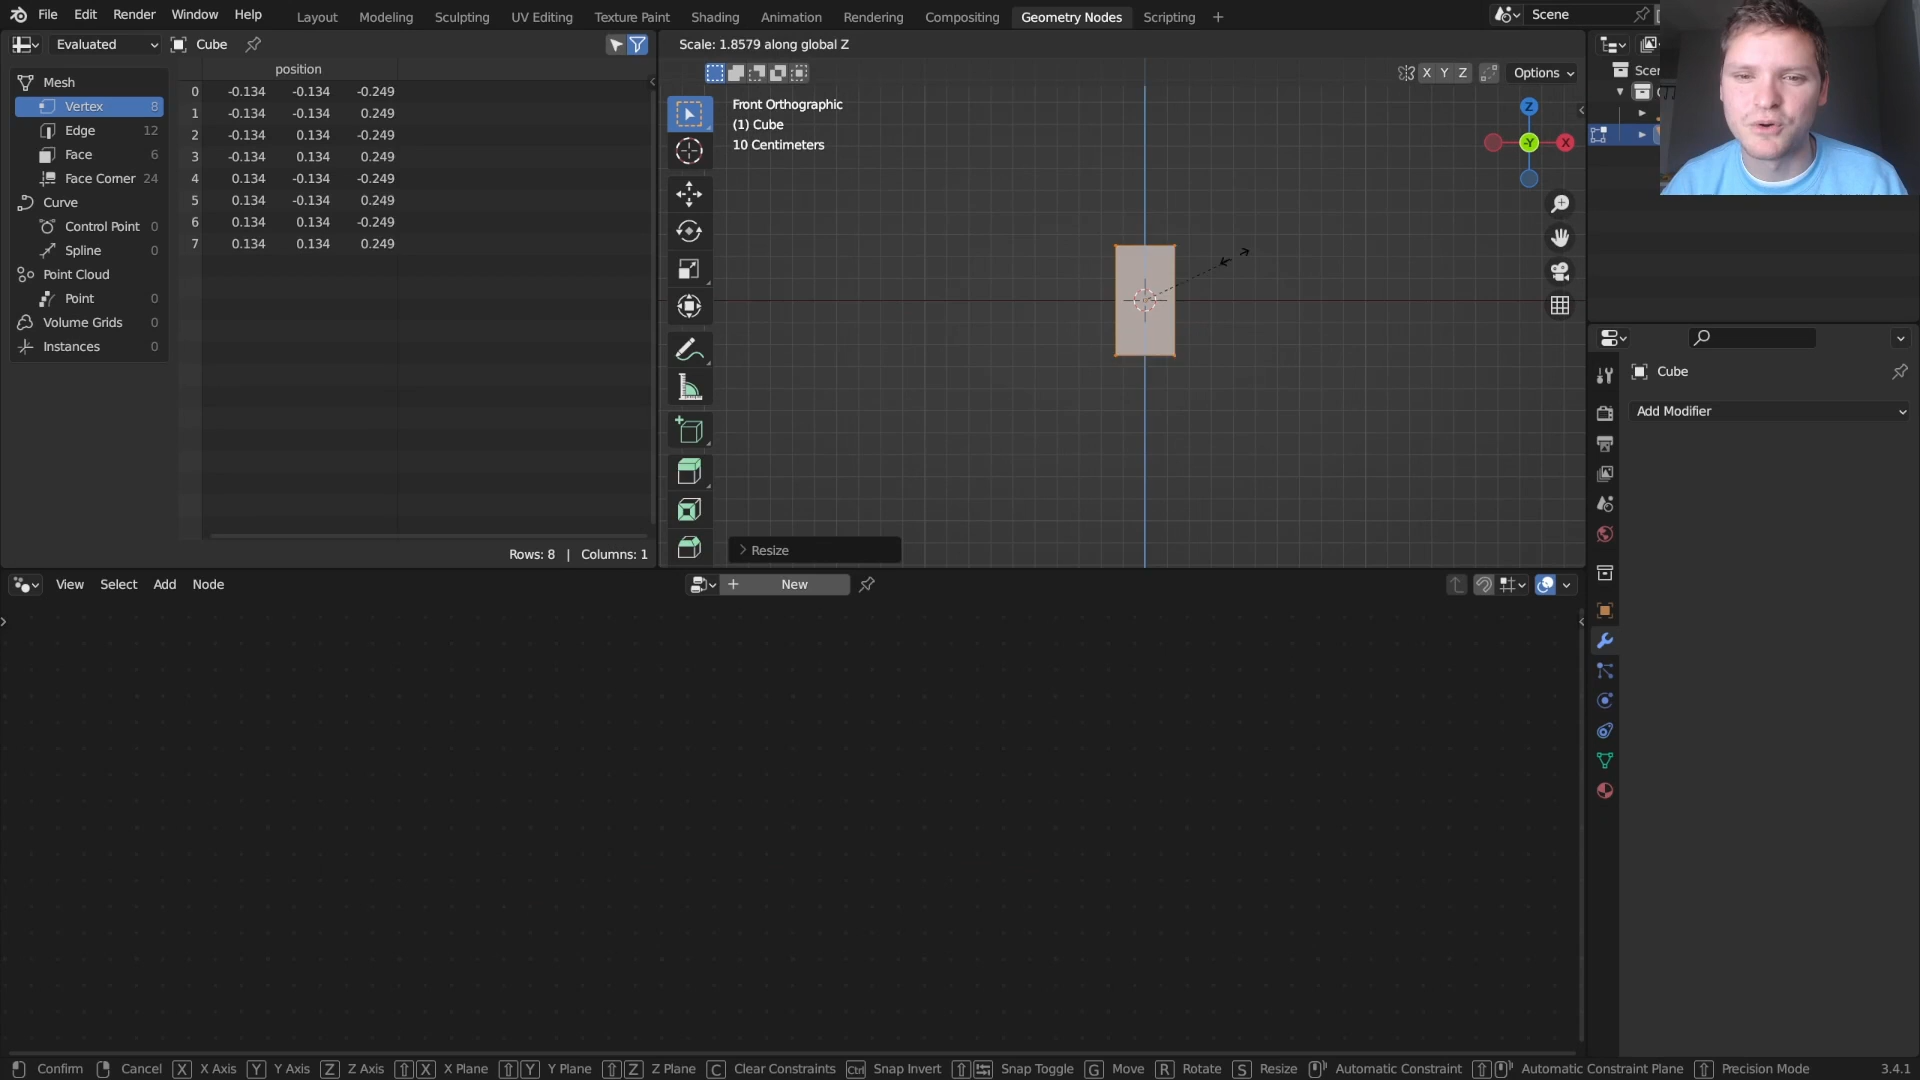 File Edit Render Window Help
Layout Modeling Sculpting UV Editing Texture Paint Shading Animation Rendering Compositing Geometry Nodes Scripting +
Scene
Evaluated
Cube
Scale: 1.8579 along global Z
position
Mesh
Vertex 8
Edge 12
Face 6
Face Corner 24
Curve
Control Point 0
Spline 0
Point Cloud
Point 0
Volume Grids 0
Instances 0
0 -0.134 -0.134 -0.249
1 -0.134 -0.134 0.249
2 -0.134 0.134 -0.249
3 -0.134 0.134 0.249
4 0.134 -0.134 -0.249
5 0.134 -0.134 0.249
6 0.134 0.134 -0.249
7 0.134 0.134 0.249
Rows: 8 | Columns: 1
X Y Z
Options
Front Orthographic
(1) Cube
10 Centimeters
Z
-Y
X
Resize
Cube
Add Modifier
View Select Add Node
+ New
Confirm Cancel X X Axis Y Y Axis Z Z Axis X X Plane Y Y Plane Z Z Plane C Clear Constraints Ctrl Snap Invert Snap Toggle G Move R Rotate S Resize Automatic Constraint Automatic Constraint Plane Precision Mode
3.4.1